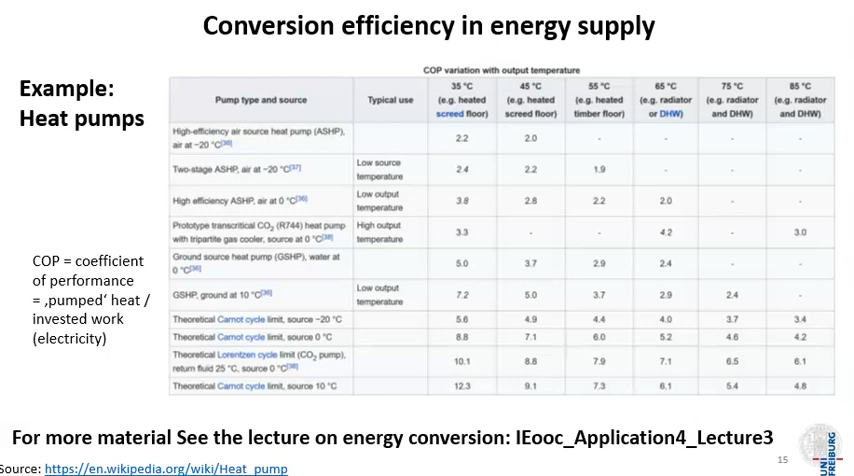 Conversion efficiency in energy supply
Example:
Heat pumps
COP = coefficient
of performance
= ‚pumped‘ heat /
invested work
(electricity)
COP variation with output temperature
Pump type and source Typical use 35 °C (e.g. heated screed floor) 45 °C (e.g. heated screed floor) 55 °C (e.g. heated timber floor) 65 °C (e.g. radiator or DHW) 75 °C (e.g. radiator and DHW) 85 °C (e.g. radiator and DHW)
High-efficiency air source heat pump (ASHP), air at −20 °C[36] 2.2 2.0 - - - -
Two-stage ASHP, air at −20 °C[37] Low source temperature 2.4 2.2 1.9 - - -
High efficiency ASHP, air at 0 °C[36] Low output temperature 3.8 2.8 2.2 2.0 - -
Prototype transcritical CO2 (R744) heat pump with tripartite gas cooler, source at 0 °C[38] High output temperature 3.3 - - 4.2 - 3.0
Ground source heat pump (GSHP), water at 0 °C[36] 5.0 3.7 2.9 2.4 - -
GSHP, ground at 10 °C[36] Low output temperature 7.2 5.0 3.7 2.9 2.4 -
Theoretical Carnot cycle limit, source −20 °C 5.6 4.9 4.4 4.0 3.7 3.4
Theoretical Carnot cycle limit, source 0 °C 8.8 7.1 6.0 5.2 4.6 4.2
Theoretical Lorentzen cycle limit (CO2 pump), return fluid 25 °C, source 0 °C[38] 10.1 8.8 7.9 7.1 6.5 6.1
Theoretical Carnot cycle limit, source 10 °C 12.3 9.1 7.3 6.1 5.4 4.8
For more material See the lecture on energy conversion: IEooc_Application4_Lecture3
15
Source: https://en.wikipedia.org/wiki/Heat_pump
UNI
FREIBURG